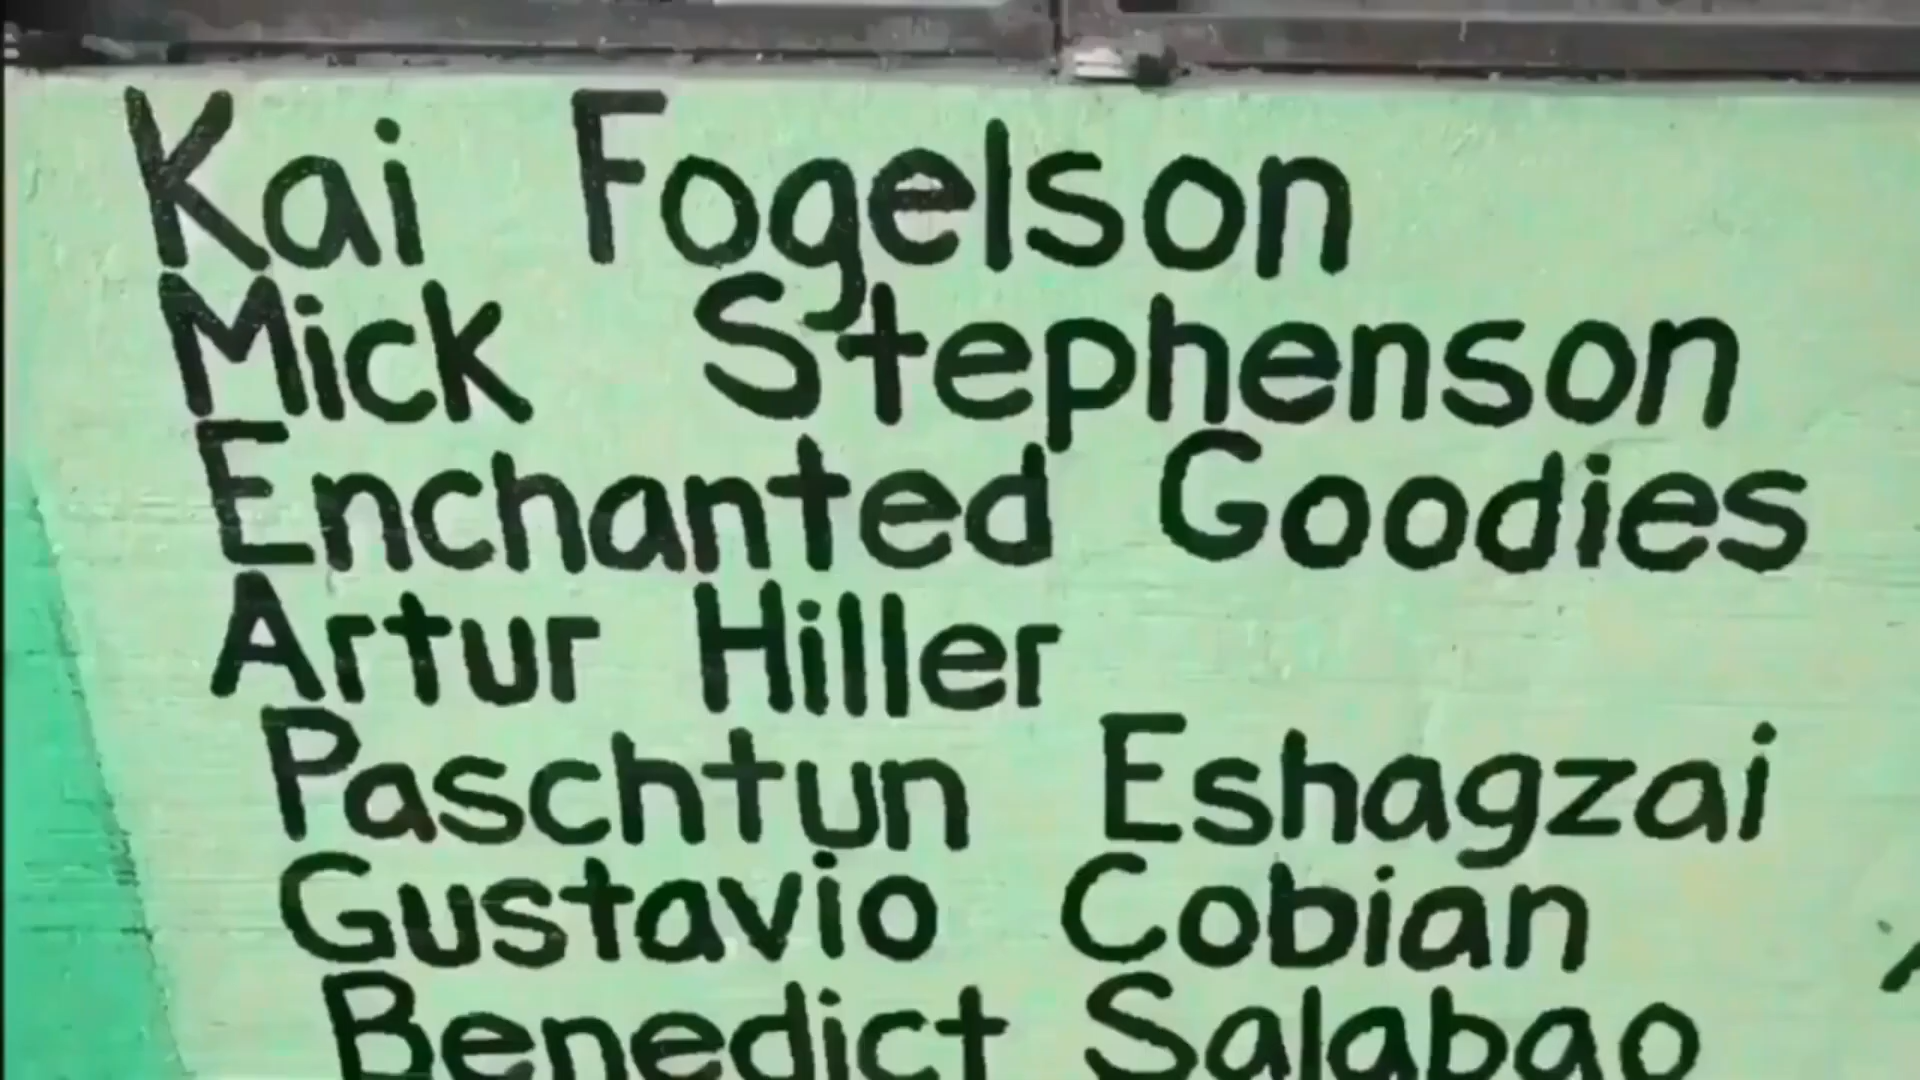 Kai Fogelson
Mick Stephenson
Enchanted Goodies
Artur Hiller
Paschtun Eshagzai
Gustavio Cobian
Benedict Salabao